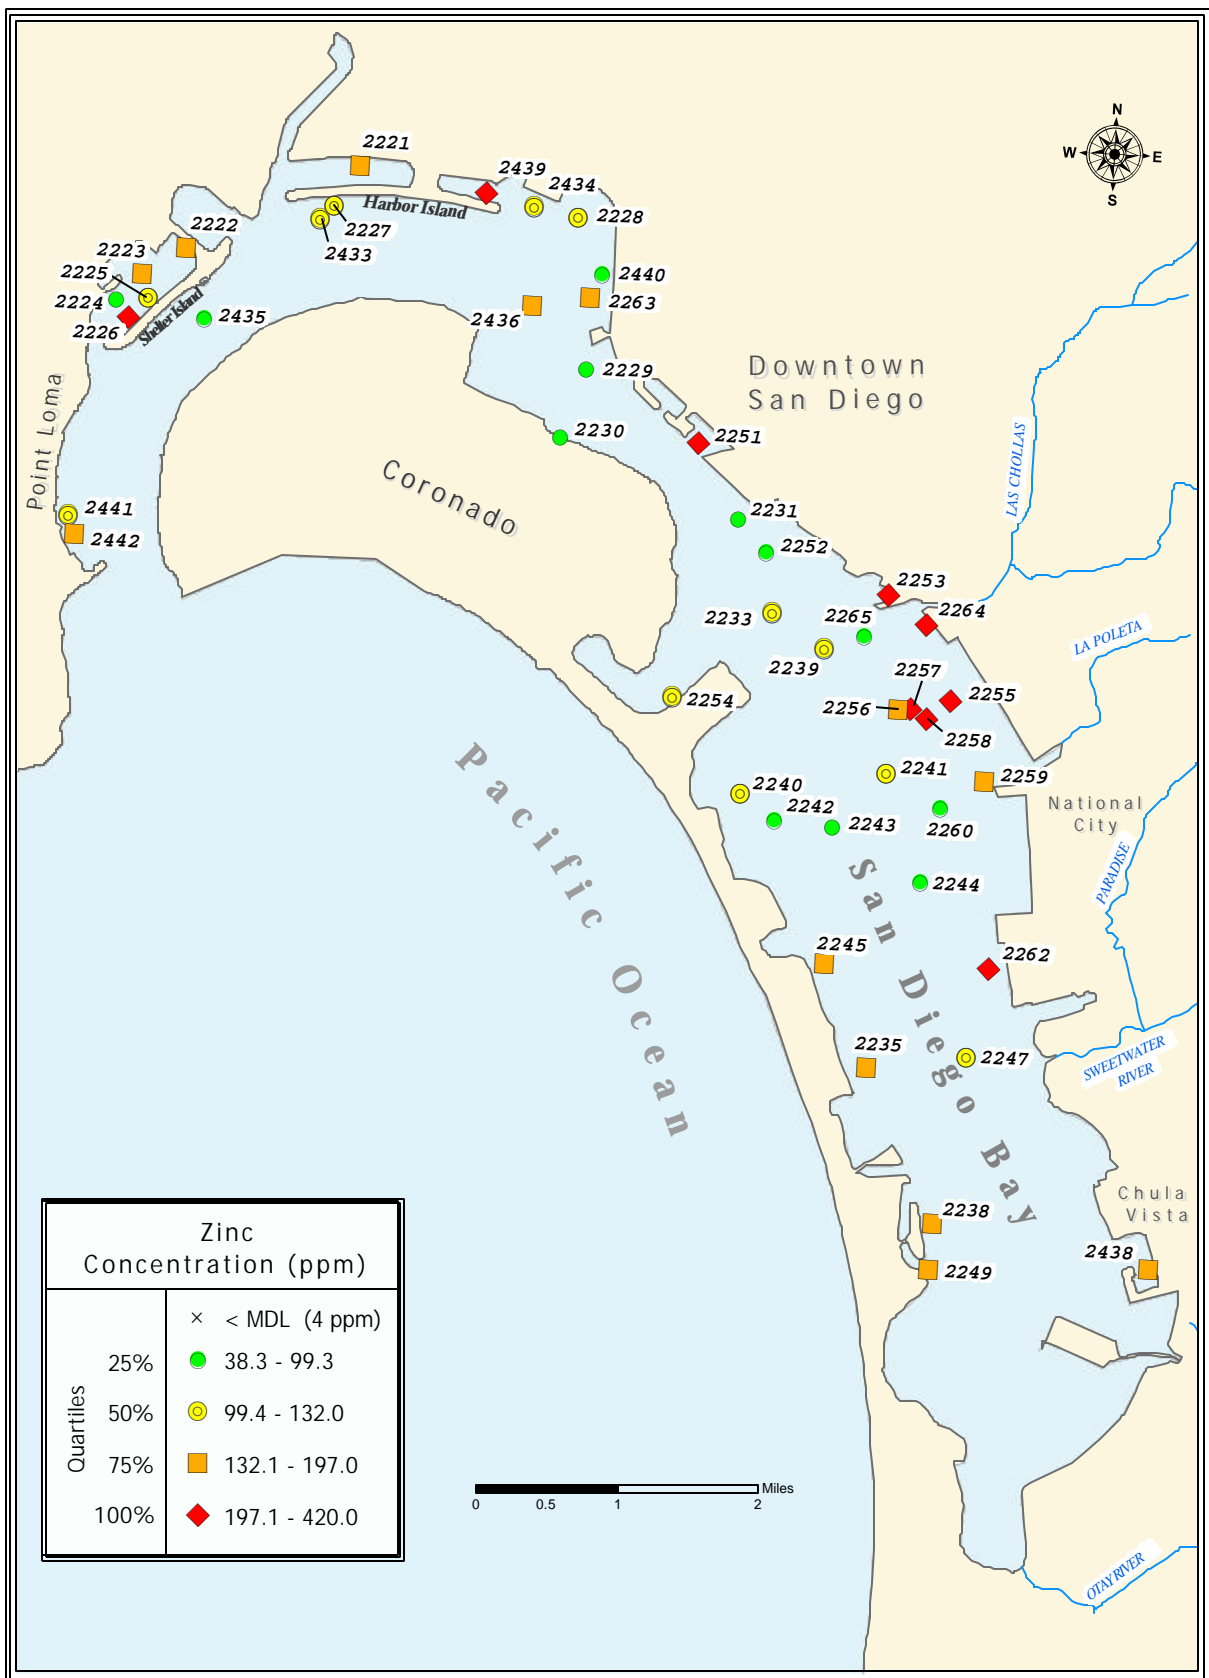 N
W
E
S
2221
2439
2434
2228
Harbor Island
2227
2433
2222
2223
2225
2224
2226
Shelter Island
2435
2440
2263
2436
2229
2230
Downtown
San Diego
2251
Point Loma
Coronado
2441
2442
LAS CHOLLAS
2231
2252
2253
2264
2233
2265
2239
LA POLETA
2257
2255
2254
2256
2258
2241
2259
2240
2242
2243
2260
National
City
Pacific Ocean
San Diego Bay
2244
PARADISE
2245
2262
2235
2247
SWEETWATER
RIVER
2238
2249
Chula
Vista
2438
OTAY RIVER
Zinc
Concentration (ppm)
× < MDL (4 ppm)
Quartiles
25% 38.3 - 99.3
50% 99.4 - 132.0
75% 132.1 - 197.0
100% 197.1 - 420.0
Miles
0 0.5 1 2